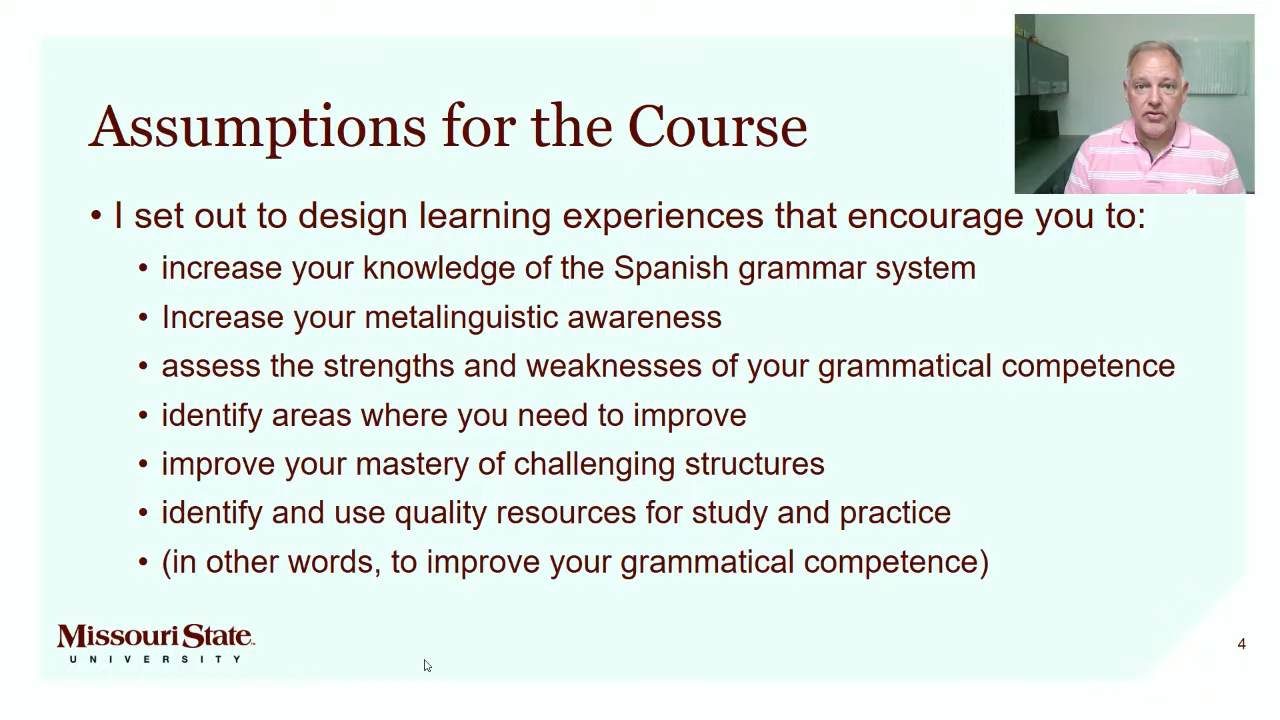 Assumptions for the Course
• I set out to design learning experiences that encourage you to:
• increase your knowledge of the Spanish grammar system
• Increase your metalinguistic awareness
• assess the strengths and weaknesses of your grammatical competence
• identify areas where you need to improve
• improve your mastery of challenging structures
• identify and use quality resources for study and practice
• (in other words, to improve your grammatical competence)
Missouri State
UNIVERSITY
4